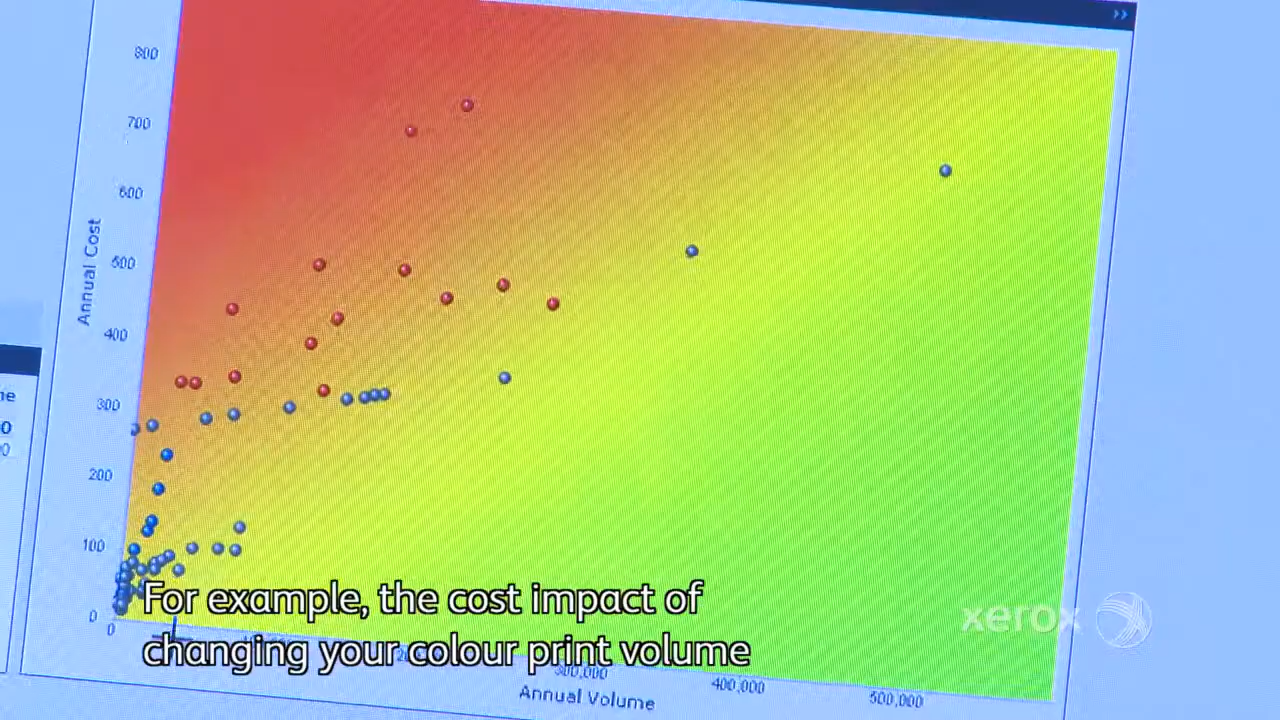 800
700
600
500
400
300
200
100
0
Annual Cost
0
300,000
400,000
500,000
Annual Volume
For example, the cost impact of
changing your colour print volume
xerox